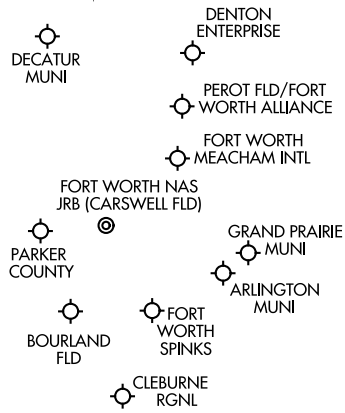 DENTON
ENTERPRISE
DECATUR
MUNI
PEROT FLD/FORT
WORTH ALLIANCE
FORT WORTH
MEACHAM INTL
FORT WORTH NAS
JRB (CARSWELL FLD)
GRAND PRAIRIE
MUNI
PARKER
COUNTY
ARLINGTON
MUNI
FORT
WORTH
SPINKS
BOURLAND
FLD
CLEBURNE
RGNL